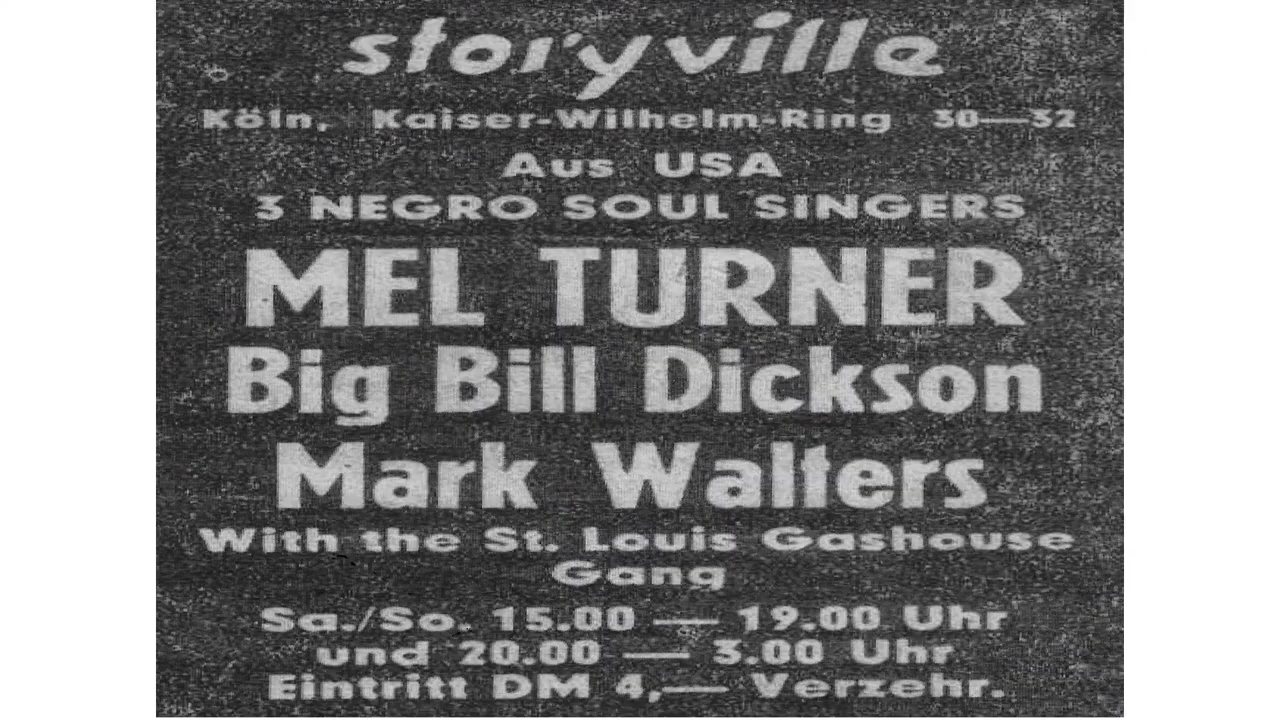 storyville
Köln, Kaiser-Wilhelm-Ring 30—32
Aus USA
3 NEGRO SOUL SINGERS
MEL TURNER
Big Bill Dickson
Mark Walters
With the St. Louis Gashouse
Gang
Sa./So. 15.00 — 19.00 Uhr
und 20.00 — 3.00 Uhr
Eintritt DM 4,— Verzehr.